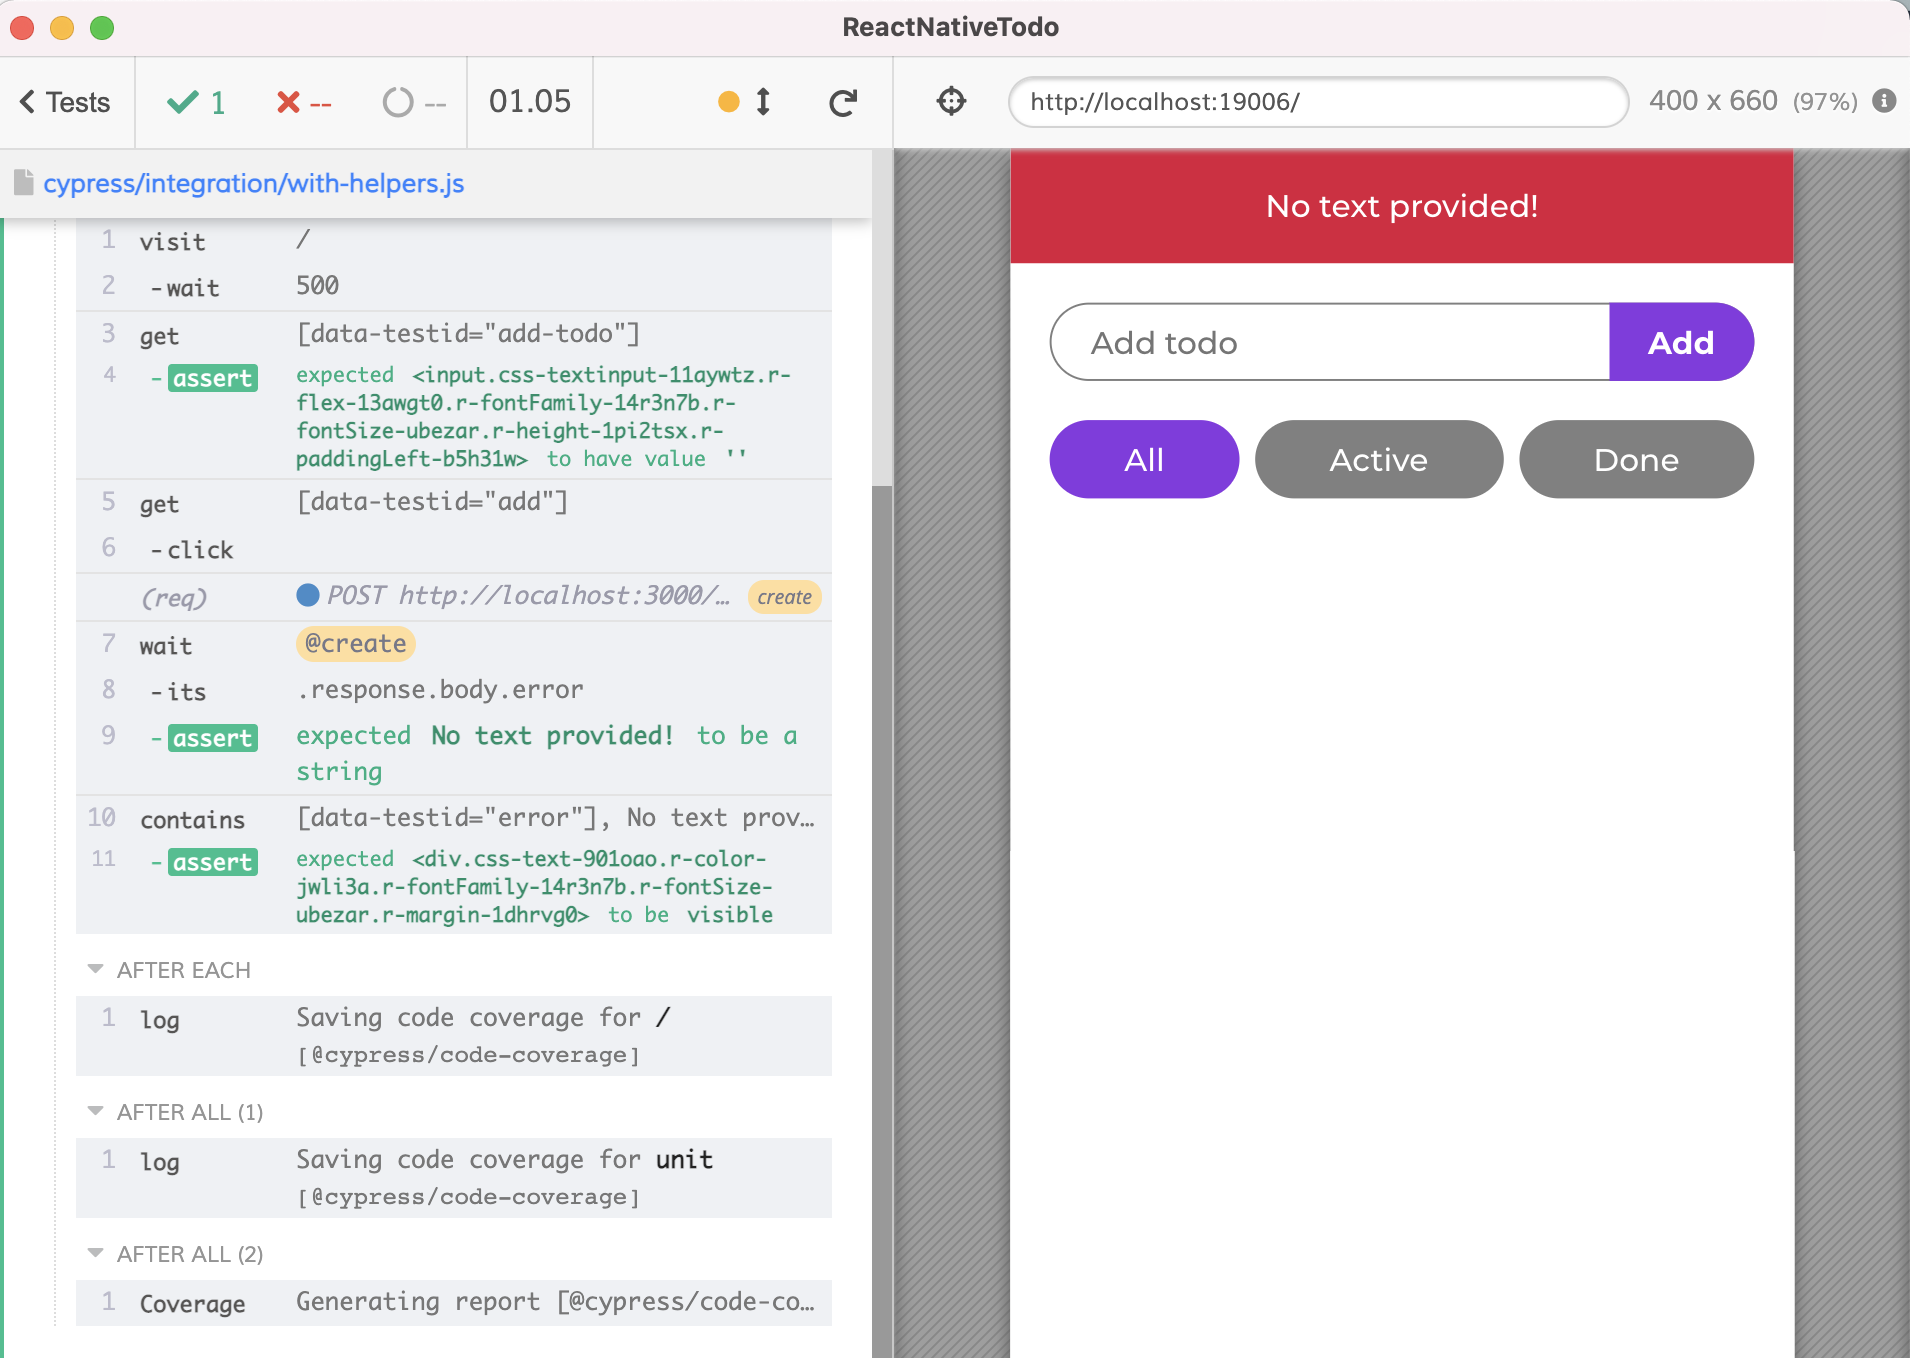 ReactNativeTodo
Tests
1
--
--
01.05
http://localhost:19006/
400 x 660 (97%)
cypress/integration/with-helpers.js
1 visit /
2 -wait 500
3 get [data-testid="add-todo"]
4 -assert expected <input.css-textinput-11aywtz.r-
flex-13awgt0.r-fontFamily-14r3n7b.r-
fontSize-ubezar.r-height-1pi2tsx.r-
paddingLeft-b5h31w> to have value ''
5 get [data-testid="add"]
6 -click
(req) POST http://localhost:3000/… create
7 wait @create
8 -its .response.body.error
9 -assert expected No text provided! to be a
string
10 contains [data-testid="error"], No text prov…
11 -assert expected <div.css-text-901oao.r-color-
jwli3a.r-fontFamily-14r3n7b.r-fontSize-
ubezar.r-margin-1dhrvg0> to be visible
AFTER EACH
1 log Saving code coverage for /
[@cypress/code-coverage]
AFTER ALL (1)
1 log Saving code coverage for unit
[@cypress/code-coverage]
AFTER ALL (2)
1 Coverage Generating report [@cypress/code-co…
No text provided!
Add todo
Add
All
Active
Done